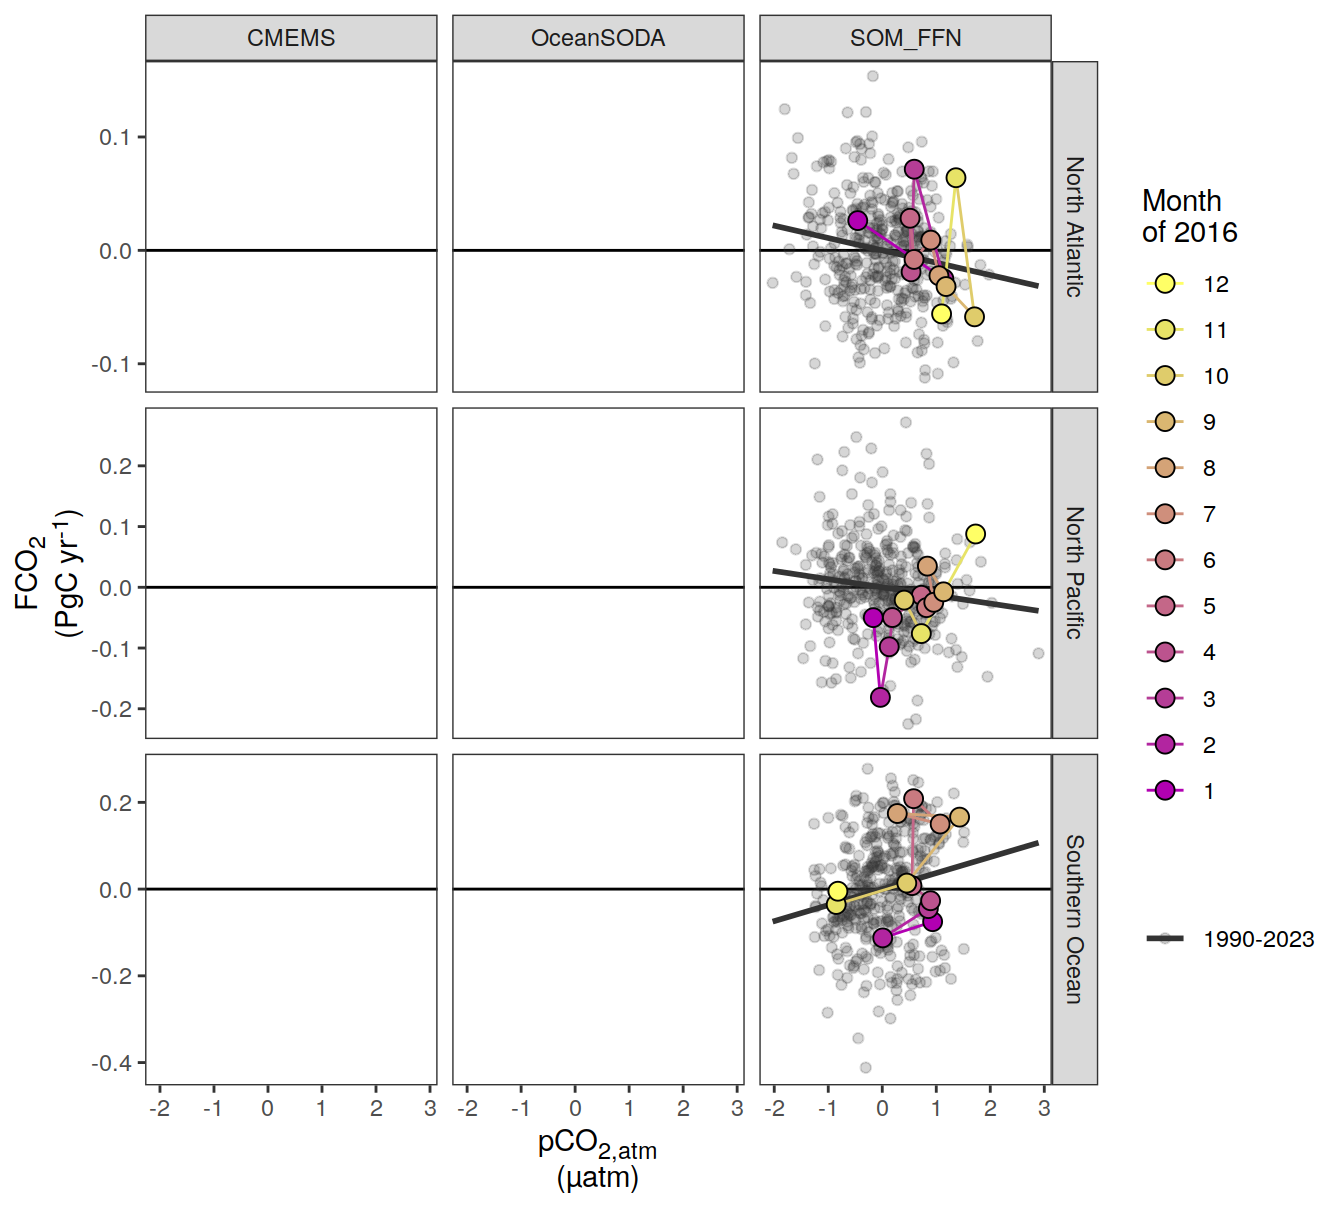 CMEMS
OceanSODA
SOM_FFN
0.1
0.0
-0.1
North Atlantic
0.2
0.1
0.0
-0.1
-0.2
North Pacific
0.2
0.0
-0.2
-0.4
Southern Ocean
-2 -1 0 1 2 3
-2 -1 0 1 2 3
-2 -1 0 1 2 3
FCO₂
(PgC yr⁻¹)
pCO₂,atm
(µatm)
Month
of 2016
12
11
10
9
8
7
6
5
4
3
2
1
1990-2023